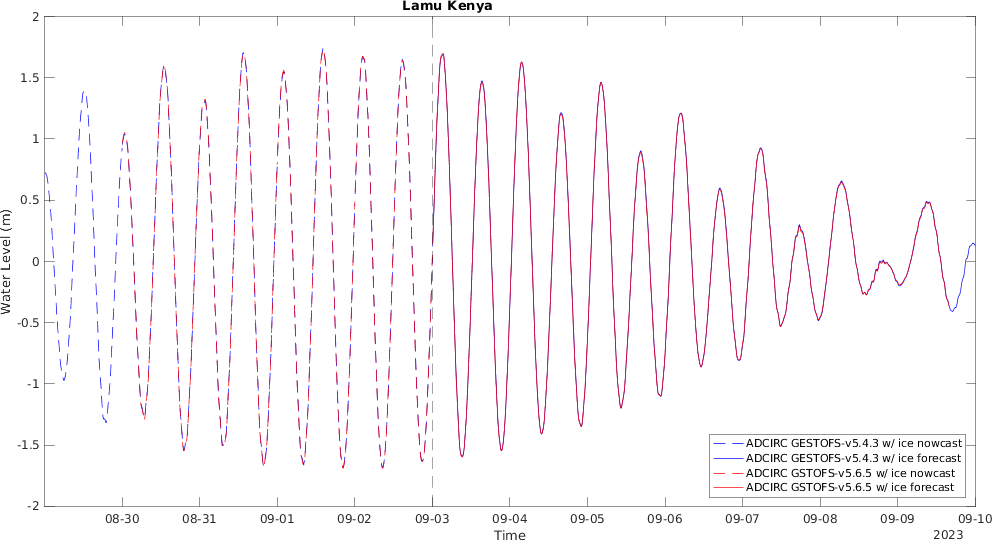 Lamu Kenya
2
1.5
1
0.5
0
-0.5
-1
-1.5
-2
Water Level (m)
ADCIRC GESTOFS-v5.4.3 w/ ice nowcast
ADCIRC GESTOFS-v5.4.3 w/ ice forecast
ADCIRC GSTOFS-v5.6.5 w/ ice nowcast
ADCIRC GSTOFS-v5.6.5 w/ ice forecast
08-30 08-31 09-01 09-02 09-03 09-04 09-05 09-06 09-07 09-08 09-09 09-10
Time
2023